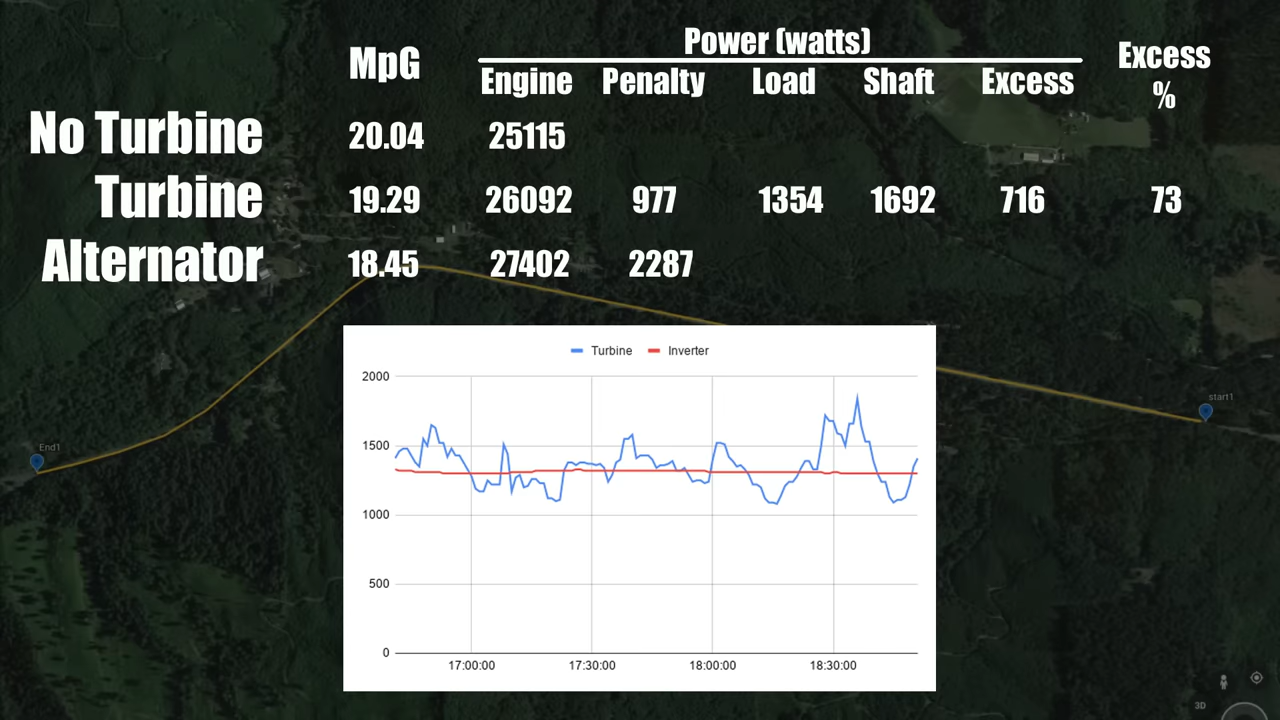 Power (watts)
MpG Engine Penalty Load Shaft Excess Excess %
No Turbine 20.04 25115
Turbine 19.29 26092 977 1354 1692 716 73
Alternator 18.45 27402 2287
Turbine Inverter
2000
1500
1000
500
0
17:00:00 17:30:00 18:00:00 18:30:00
End1
start1
3D